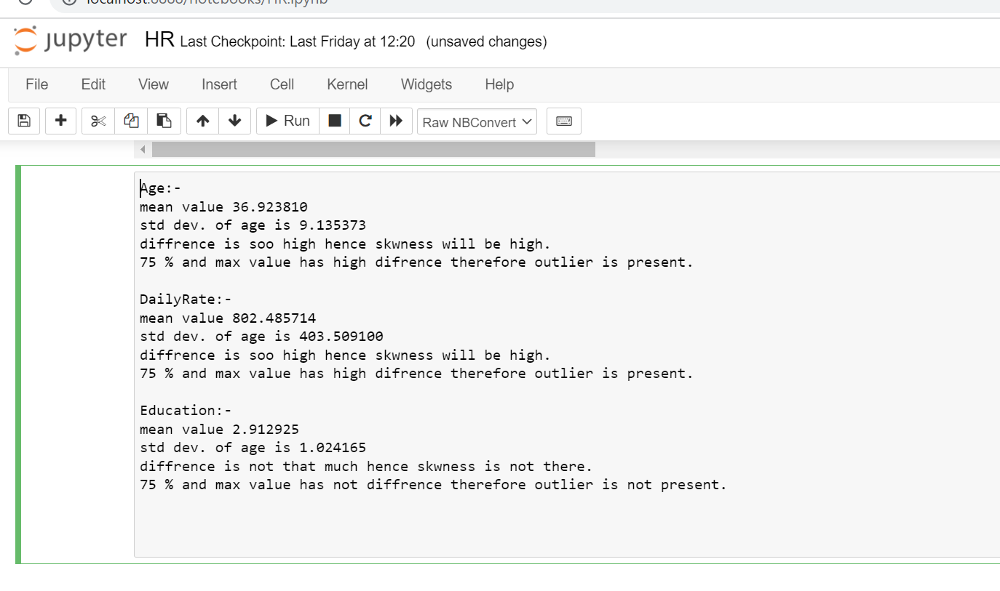 jupyter HR Last Checkpoint: Last Friday at 12:20 (unsaved changes)
File Edit View Insert Cell Kernel Widgets Help
Run Raw NBConvert
Age:-
mean value 36.923810
std dev. of age is 9.135373
diffrence is soo high hence skwness will be high.
75 % and max value has high difrence therefore outlier is present.
DailyRate:-
mean value 802.485714
std dev. of age is 403.509100
diffrence is soo high hence skwness will be high.
75 % and max value has high difrence therefore outlier is present.
Education:-
mean value 2.912925
std dev. of age is 1.024165
diffrence is not that much hence skwness is not there.
75 % and max value has not diffrence therefore outlier is not present.